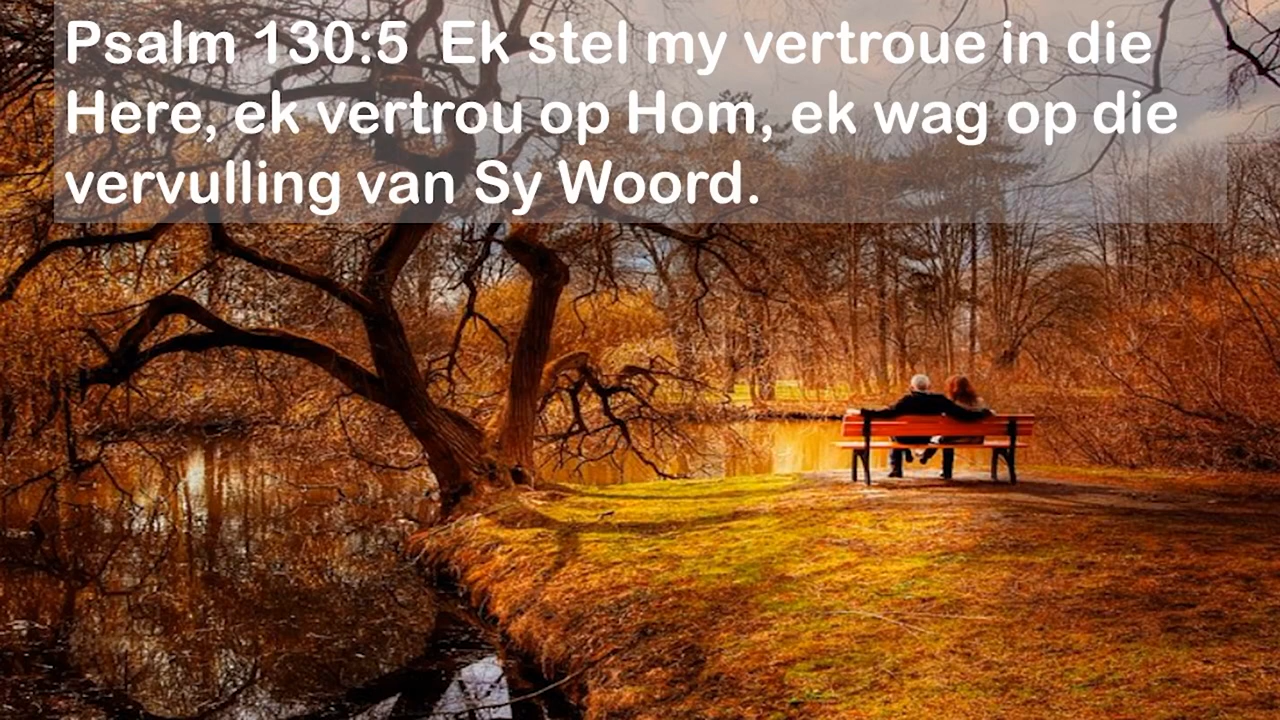 Psalm 130:5  Ek stel my vertroue in die
Here, ek vertrou op Hom, ek wag op die
vervulling van Sy Woord.